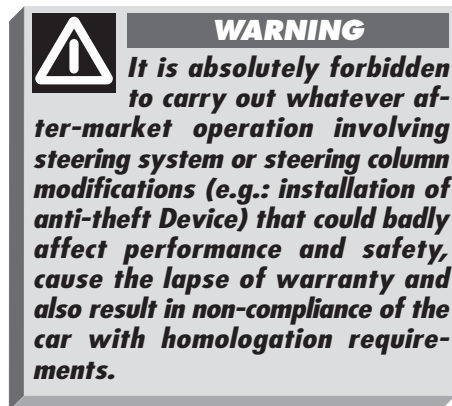 WARNING
It is absolutely forbidden
to carry out whatever af-
ter-market operation involving
steering system or steering column
modifications (e.g.: installation of
anti-theft Device) that could badly
affect performance and safety,
cause the lapse of warranty and
also result in non-compliance of the
car with homologation require-
ments.